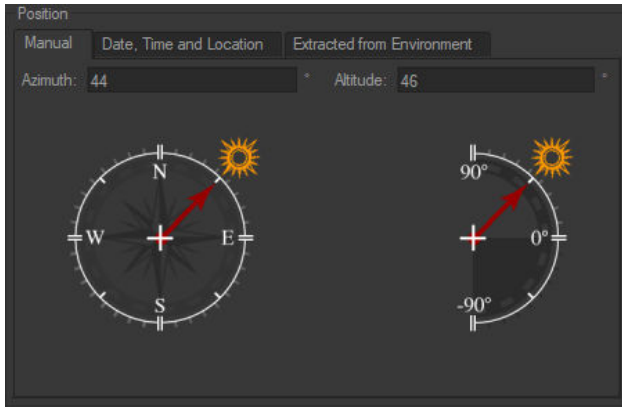 Position
Manual Date, Time and Location Extracted from Environment
Azimuth: 44 ° Altitude: 46 °
N 90°
W E 0°
S -90°